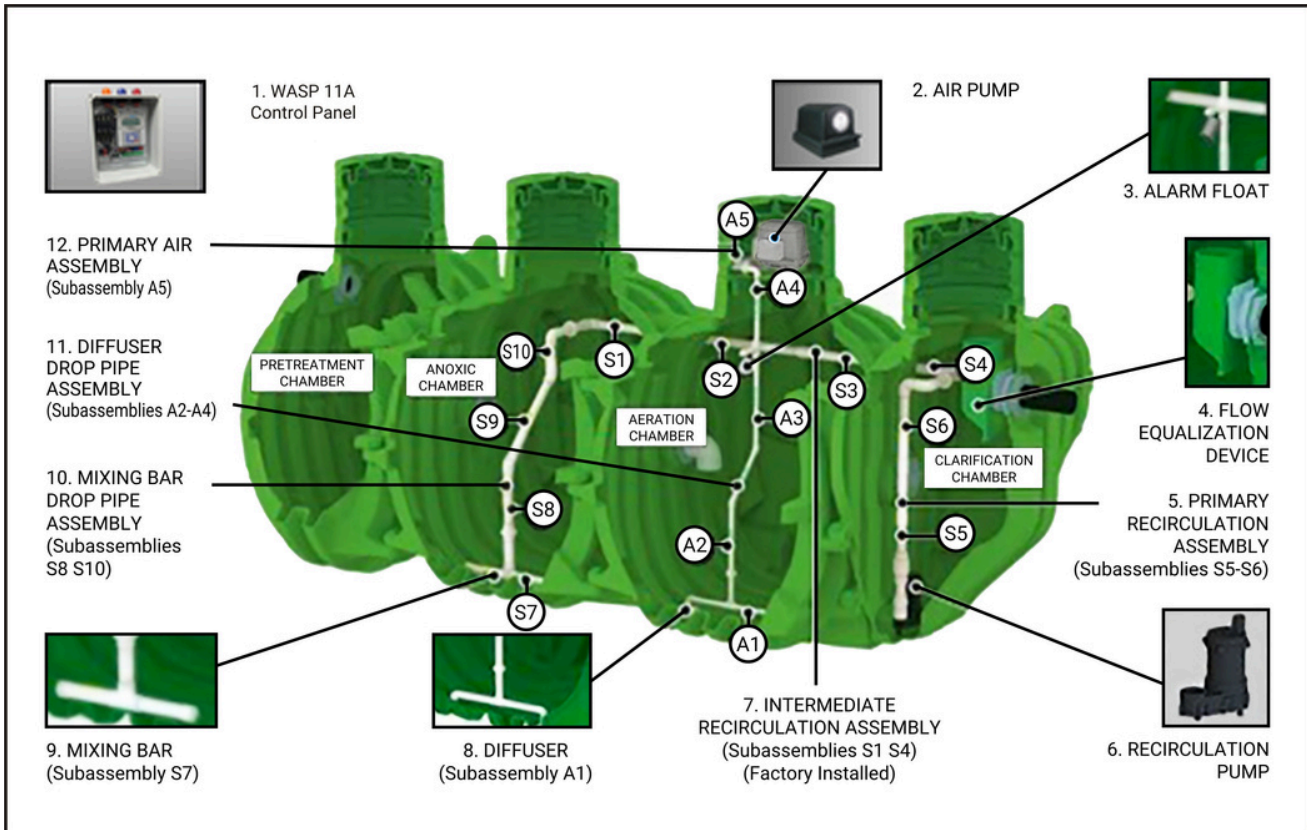 1. WASP 11A
Control Panel
2. AIR PUMP
3. ALARM FLOAT
12. PRIMARY AIR
ASSEMBLY
(Subassembly A5)
A5
A4
11. DIFFUSER
DROP PIPE
ASSEMBLY
(Subassemblies A2-A4)
PRETREATMENT
CHAMBER
ANOXIC
CHAMBER
S10
S1
S2
S3
S4
S9
AERATION
CHAMBER
A3
S6
CLARIFICATION
CHAMBER
4. FLOW
EQUALIZATION
DEVICE
10. MIXING BAR
DROP PIPE
ASSEMBLY
(Subassemblies
S8 S10)
S8
A2
S5
5. PRIMARY
RECIRCULATION
ASSEMBLY
(Subassemblies S5-S6)
S7
A1
9. MIXING BAR
(Subassembly S7)
8. DIFFUSER
(Subassembly A1)
7. INTERMEDIATE
RECIRCULATION ASSEMBLY
(Subassemblies S1 S4)
(Factory Installed)
6. RECIRCULATION
PUMP